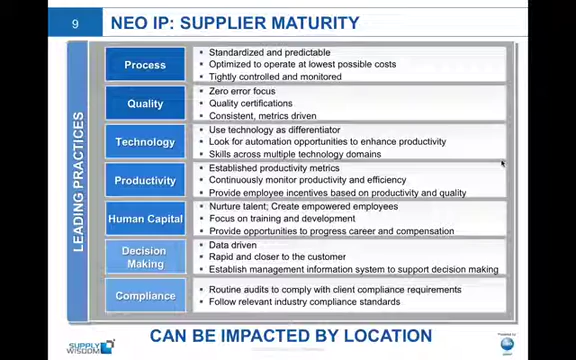 9
NEO IP: SUPPLIER MATURITY
LEADING PRACTICES
Process
• Standardized and predictable
• Optimized to operate at lowest possible costs
• Tightly controlled and monitored
Quality
• Zero error focus
• Quality certifications
• Consistent, metrics driven
Technology
• Use technology as differentiator
• Look for automation opportunities to enhance productivity
• Skills across multiple technology domains
Productivity
• Established productivity metrics
• Continuously monitor productivity and efficiency
• Provide employee incentives based on productivity and quality
Human Capital
• Nurture talent; Create empowered employees
• Focus on training and development
• Provide opportunities to progress career and compensation
Decision
Making
• Data driven
• Rapid and closer to the customer
• Establish management information system to support decision making
Compliance
• Routine audits to comply with client compliance requirements
• Follow relevant industry compliance standards
CAN BE IMPACTED BY LOCATION
SUPPLY
WISDOM